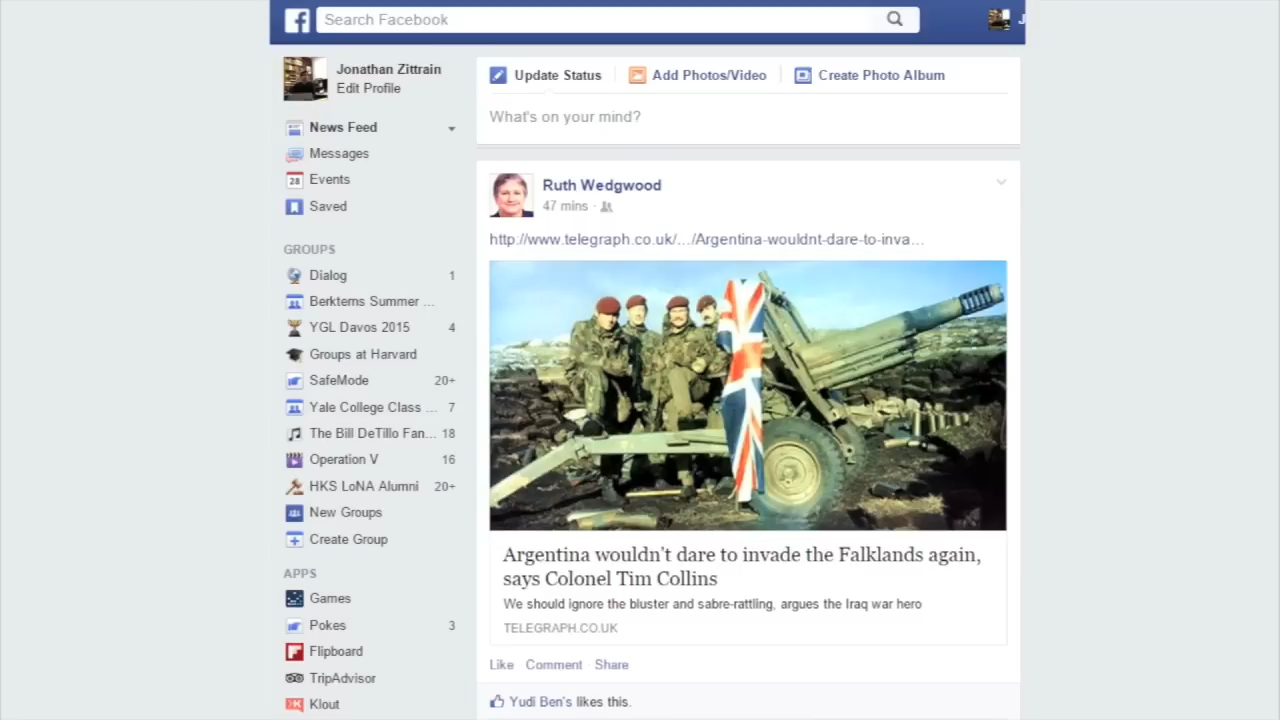 f
Search Facebook
J
Jonathan Zittrain
Edit Profile
News Feed
Messages
28 Events
Saved
GROUPS
Dialog 1
Berkterns Summer ...
YGL Davos 2015 4
Groups at Harvard
SafeMode 20+
Yale College Class ... 7
The Bill DeTillo Fan... 18
Operation V 16
HKS LoNA Alumni 20+
New Groups
Create Group
APPS
Games
Pokes 3
Flipboard
TripAdvisor
Klout
Update Status Add Photos/Video Create Photo Album
What's on your mind?
Ruth Wedgwood
47 mins ·
http://www.telegraph.co.uk/.../Argentina-wouldnt-dare-to-inva...
Argentina wouldn't dare to invade the Falklands again,
says Colonel Tim Collins
We should ignore the bluster and sabre-rattling, argues the Iraq war hero
TELEGRAPH.CO.UK
Like · Comment · Share
Yudi Ben's likes this.